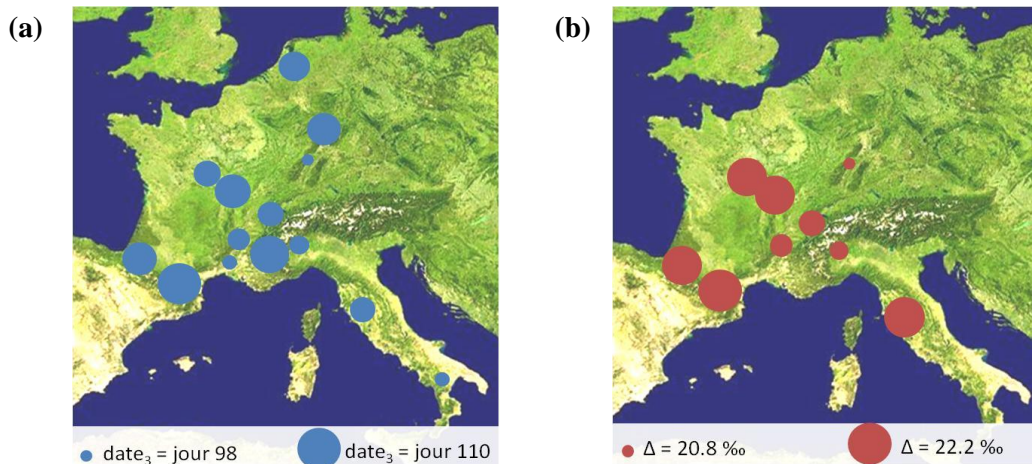 (a)
date₃ = jour 98
date₃ = jour 110
(b)
Δ = 20.8 ‰
Δ = 22.2 ‰